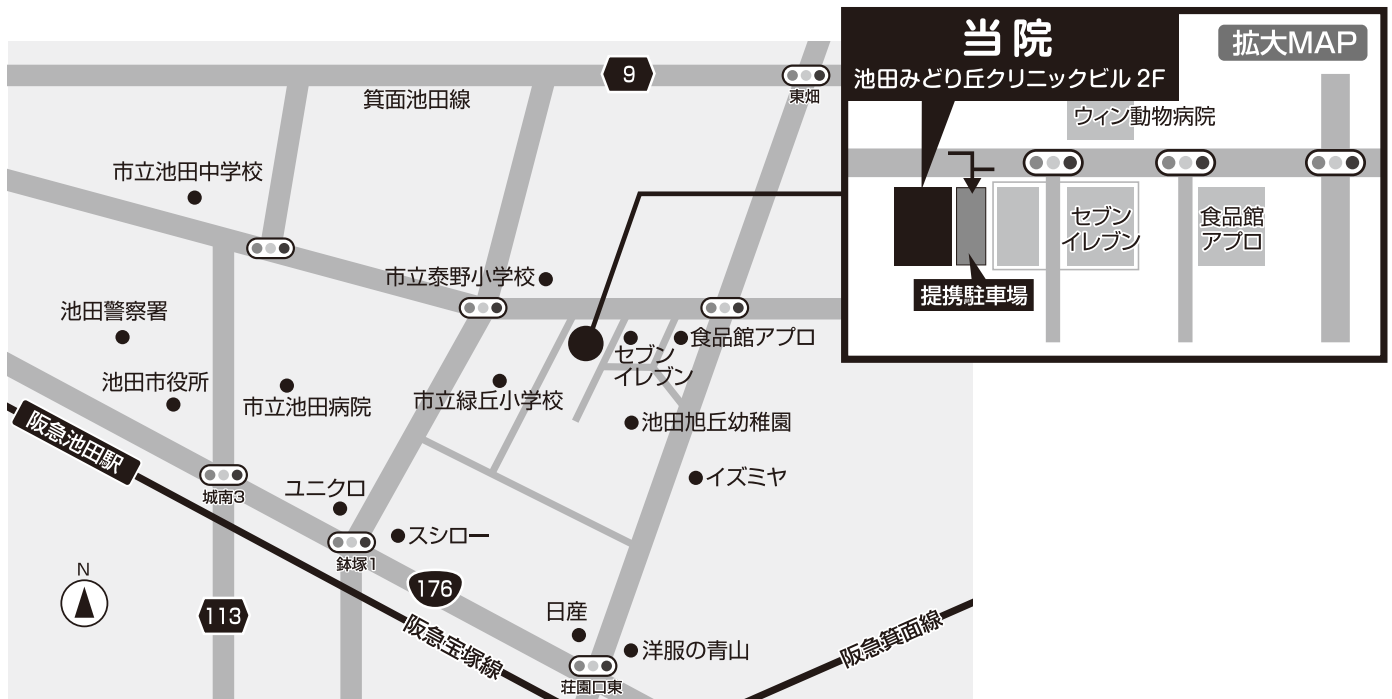 当院
池田みどり丘クリニックビル 2F
拡大MAP
ウィン動物病院
セブン
イレブン
食品館
アプロ
提携駐車場
9
箕面池田線
東畑
市立池田中学校
市立泰野小学校
池田警察署
食品館アプロ
セブン
イレブン
池田市役所
市立池田病院
市立緑丘小学校
池田旭丘幼稚園
阪急池田駅
イズミヤ
城南3
ユニクロ
スシロー
鉢塚1
N
176
113
日産
阪急宝塚線
洋服の青山
阪急箕面線
荘園口東